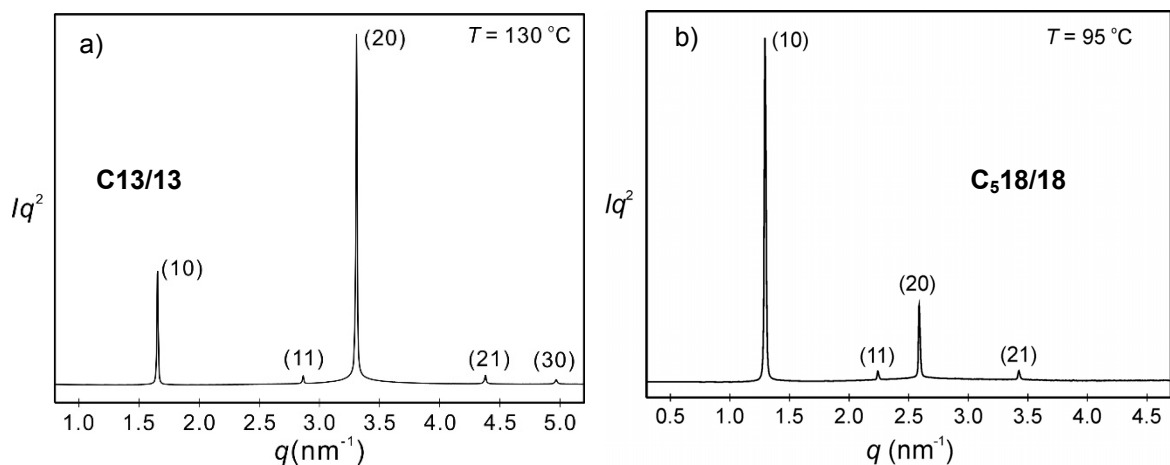 a)
(20)
T = 130 °C
C13/13
Iq²
(10)
(11)
(21)
(30)
1.0 1.5 2.0 2.5 3.0 3.5 4.0 4.5 5.0
q(nm⁻¹)
b)
(10)
T = 95 °C
C₅18/18
Iq²
(20)
(11)
(21)
0.5 1.0 1.5 2.0 2.5 3.0 3.5 4.0 4.5
q (nm⁻¹)